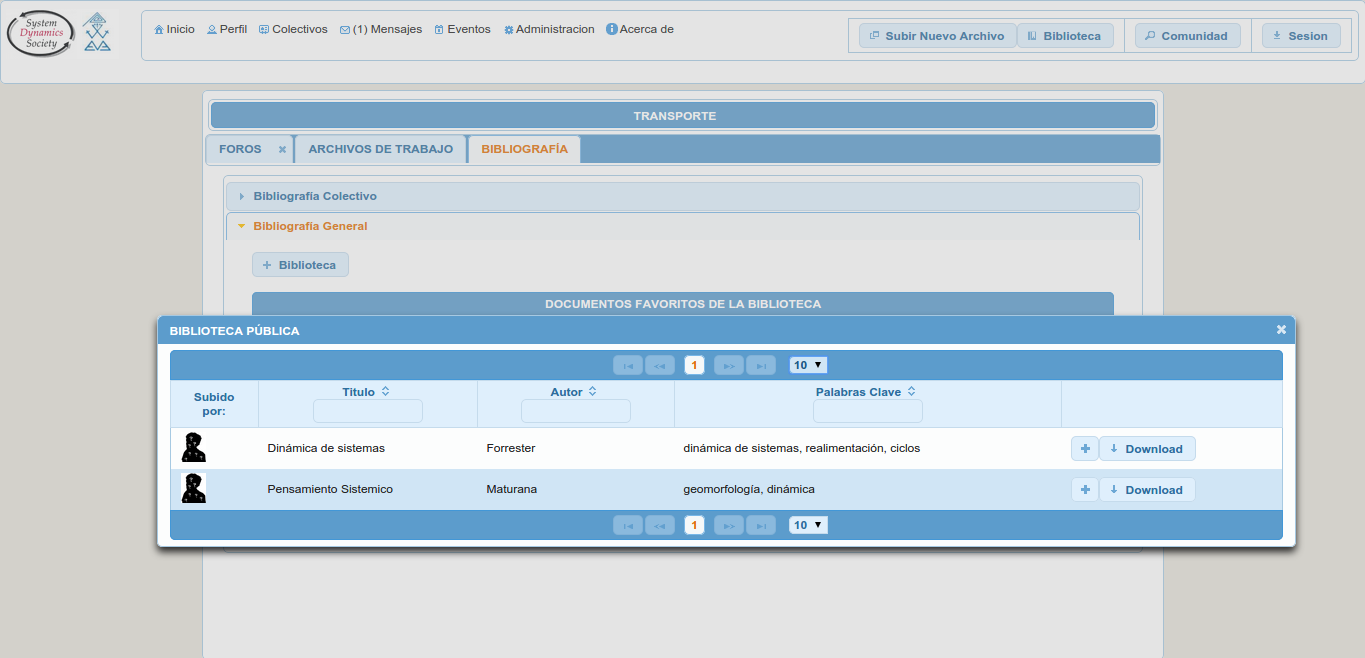 System
Dynamics
Society
Inicio Perfil Colectivos (1) Mensajes Eventos Administracion Acerca de
Subir Nuevo Archivo Biblioteca Comunidad Sesion
TRANSPORTE
FOROS ARCHIVOS DE TRABAJO BIBLIOGRAFÍA
Bibliografía Colectivo
Bibliografía General
Biblioteca
DOCUMENTOS FAVORITOS DE LA BIBLIOTECA
BIBLIOTECA PÚBLICA
1 10
Subido por: Titulo Autor Palabras Clave
Dinámica de sistemas Forrester dinámica de sistemas, realimentación, ciclos Download
Pensamiento Sistemico Maturana geomorfología, dinámica Download
1 10